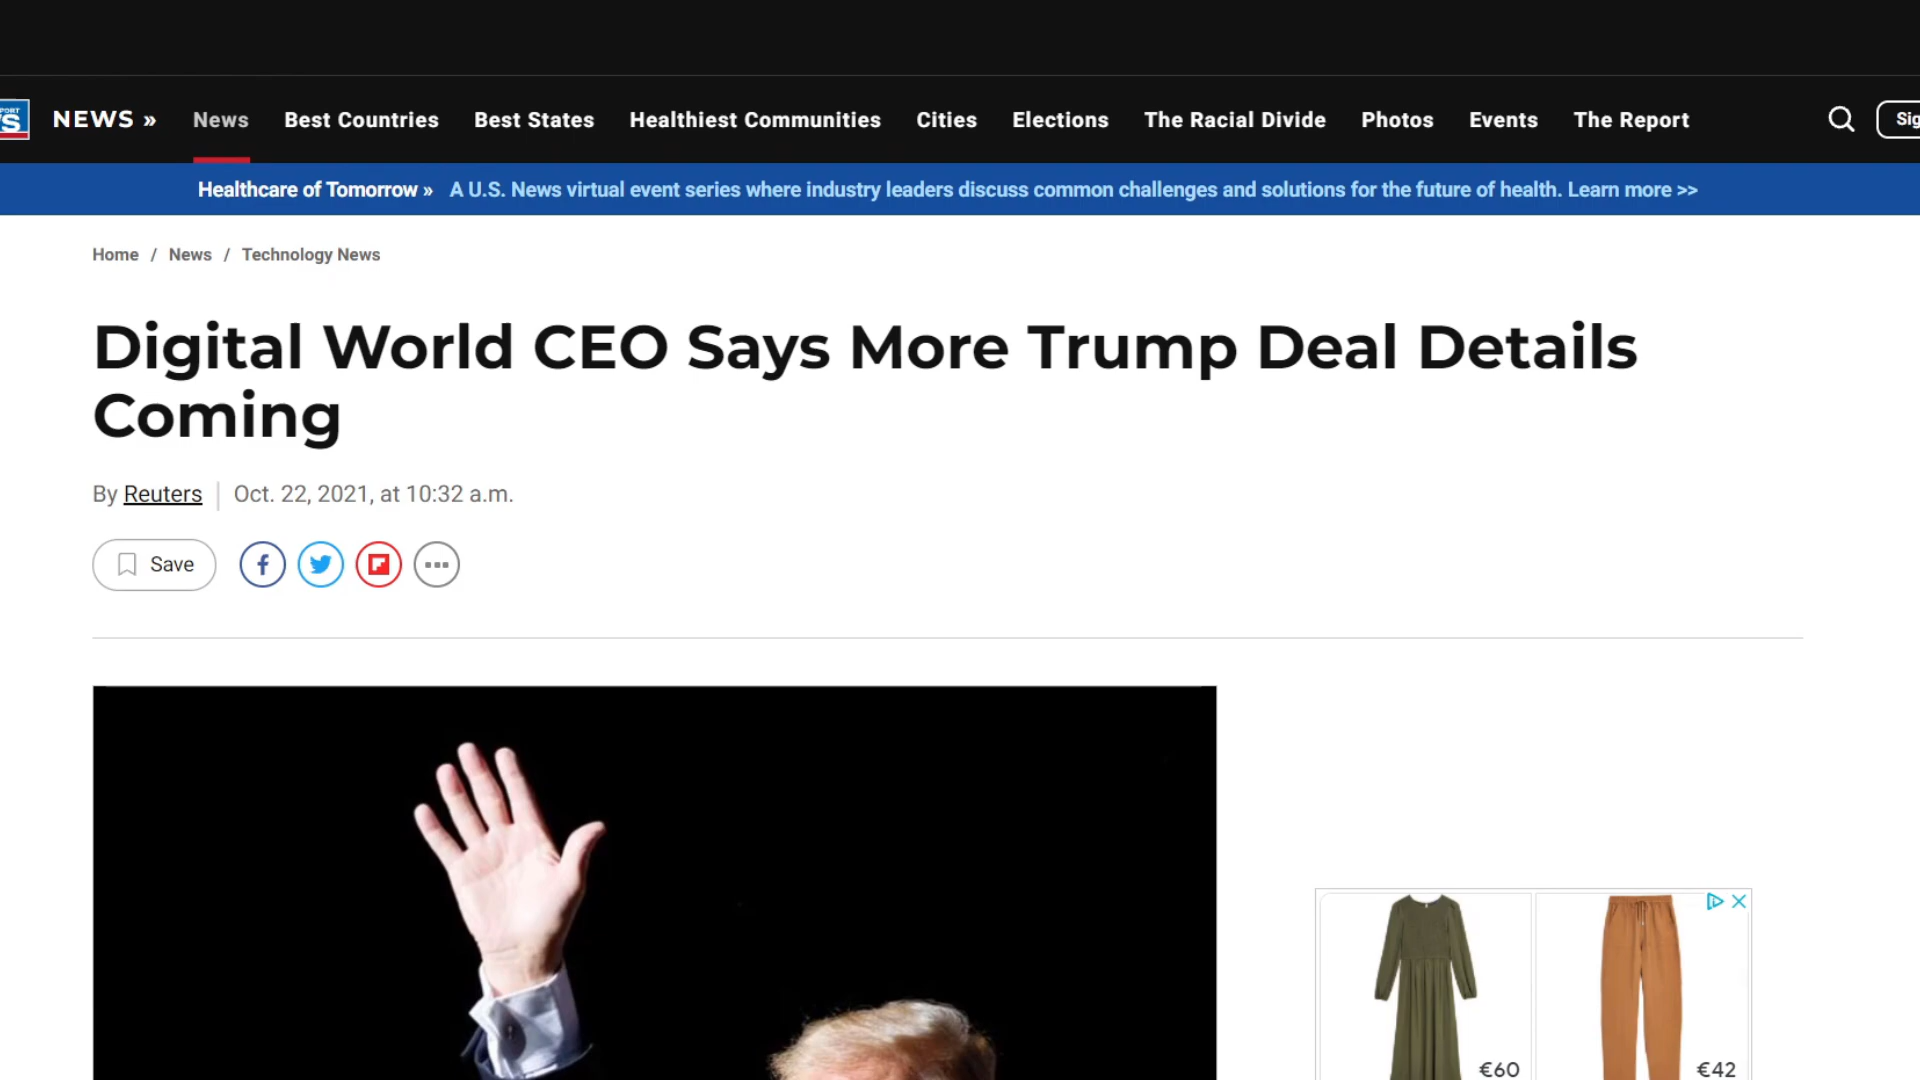 NEWS » News Best Countries Best States Healthiest Communities Cities Elections The Racial Divide Photos Events The Report
Healthcare of Tomorrow » A U.S. News virtual event series where industry leaders discuss common challenges and solutions for the future of health. Learn more >>
Home / News / Technology News
Digital World CEO Says More Trump Deal Details
Coming
By Reuters | Oct. 22, 2021, at 10:32 a.m.
Save
€60 €42